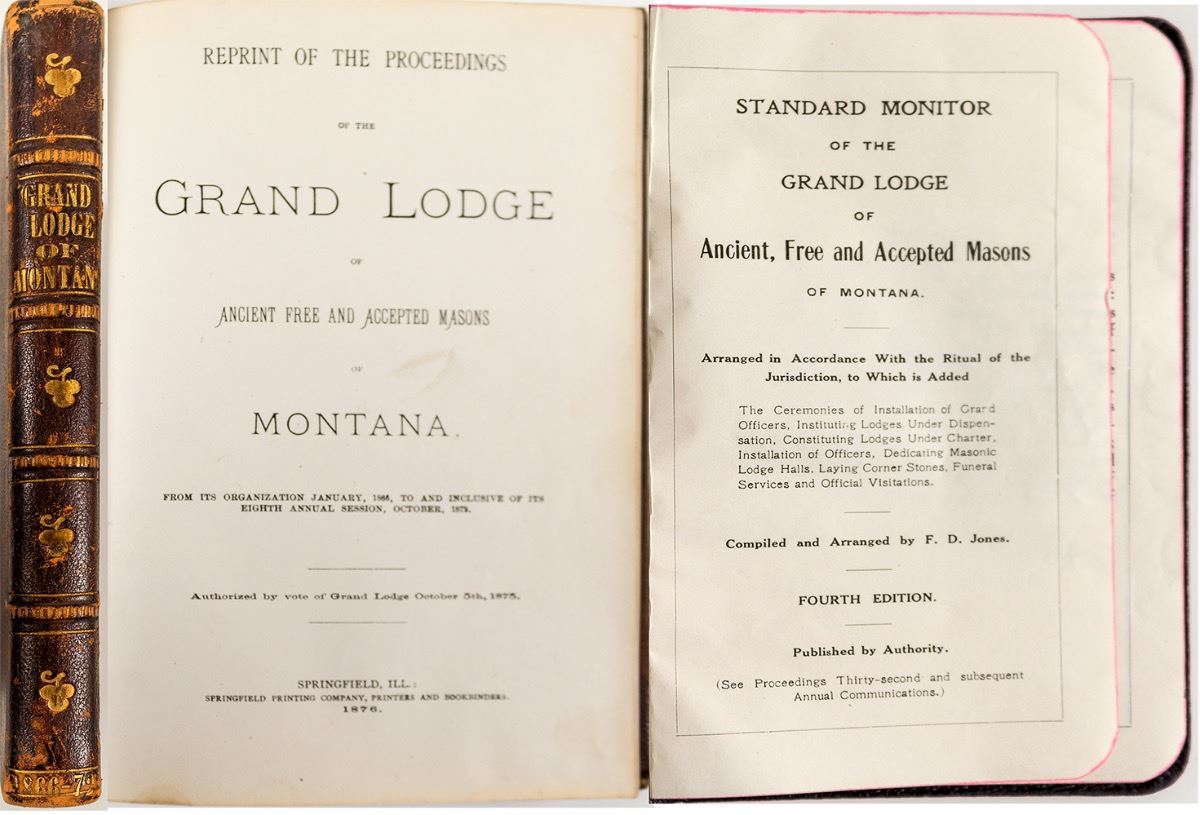 GRAND
LODGE
OF
MONTAN
REPRINT OF THE PROCEEDINGS
OF THE
GRAND LODGE
OF
ANCIENT FREE AND ACCEPTED MASONS
OF
MONTANA.
FROM ITS ORGANIZATION JANUARY, 1866, TO AND INCLUSIVE OF ITS
EIGHTH ANNUAL SESSION, OCTOBER,
Authorized by vote of Grand Lodge October 5th, 1875.
SPRINGFIELD, ILL.:
SPRINGFIELD PRINTING COMPANY, PRINTERS AND BOOKBINDERS.
1876.
STANDARD MONITOR
OF THE
GRAND LODGE
OF
Ancient, Free and Accepted Masons
OF MONTANA.
Arranged in Accordance With the Ritual of the
Jurisdiction, to Which is Added
The Ceremonies of Installation of Grand
Officers, Instituting Lodges Under Dispen-
sation, Constituting Lodges Under Charter,
Installation of Officers, Dedicating Masonic
Lodge Halls, Laying Corner Stones, Funeral
Services and Official Visitations.
Compiled and Arranged by F. D. Jones.
FOURTH EDITION.
Published by Authority.
(See Proceedings Thirty-second and subsequent
Annual Communications.)